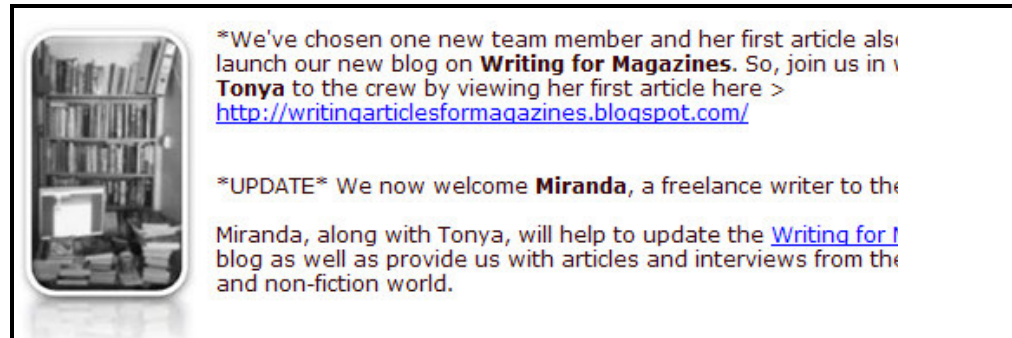 *We've chosen one new team member and her first article als
launch our new blog on Writing for Magazines. So, join us in
Tonya to the crew by viewing her first article here >
http://writingarticlesformagazines.blogspot.com/
*UPDATE* We now welcome Miranda, a freelance writer to the
Miranda, along with Tonya, will help to update the Writing for
blog as well as provide us with articles and interviews from the
and non-fiction world.